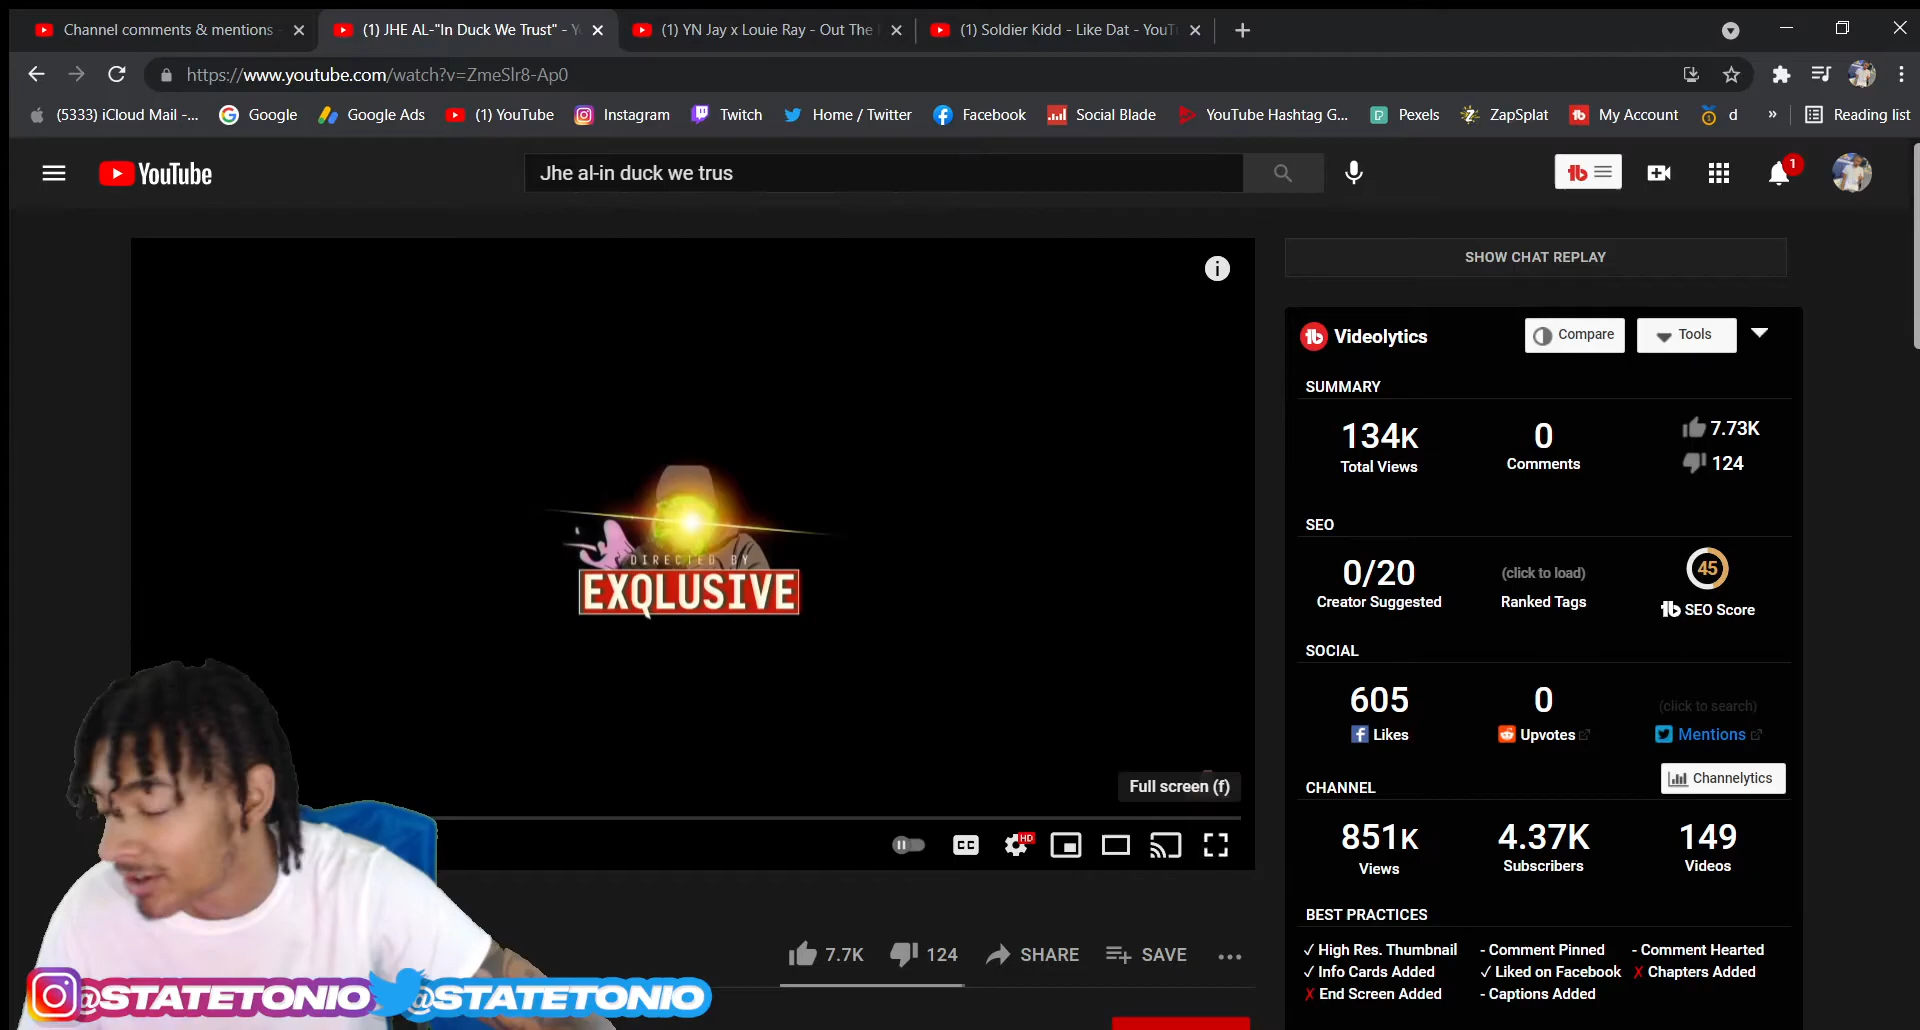 Channel comments & mentions -
(1) JHE AL-"In Duck We Trust" - Y
(1) YN Jay x Louie Ray - Out The
(1) Soldier Kidd - Like Dat - YouT
https://www.youtube.com/watch?v=ZmeSlr8-Ap0
(5333) iCloud Mail -...
Google
Google Ads
(1) YouTube
Instagram
Twitch
Home / Twitter
Facebook
Social Blade
YouTube Hashtag G...
Pexels
ZapSplat
My Account
d
»
Reading list
YouTube
Jhe al-in duck we trus
1
SHOW CHAT REPLAY
Videolytics
Compare
Tools
SUMMARY
134K
Total Views
0
Comments
7.73K
124
SEO
0/20
Creator Suggested
(click to load)
Ranked Tags
45
SEO Score
SOCIAL
605
Likes
0
Upvotes
(click to search)
Mentions
CHANNEL
Channelytics
851K
Views
4.37K
Subscribers
149
Videos
BEST PRACTICES
✓ High Res. Thumbnail
- Comment Pinned
- Comment Hearted
✓ Info Cards Added
✓ Liked on Facebook
✗ Chapters Added
✗ End Screen Added
- Captions Added
DIRECTED BY
EXQLUSIVE
Full screen (f)
CC
HD
7.7K
124
SHARE
SAVE
@STATETONIO
@STATETONIO